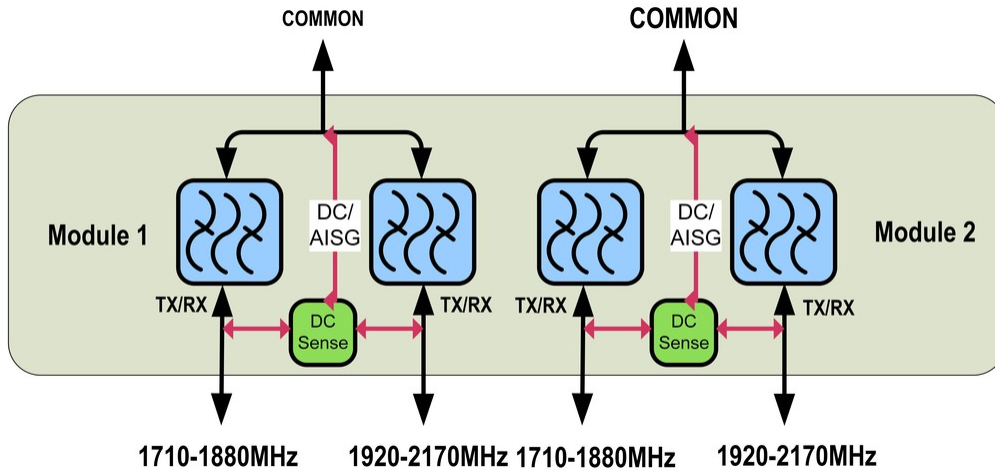 COMMON
COMMON
DC/
AISG
DC/
AISG
Module 1
Module 2
TX/RX
TX/RX
TX/RX
TX/RX
DC
Sense
DC
Sense
1710-1880MHz
1920-2170MHz
1710-1880MHz
1920-2170MHz